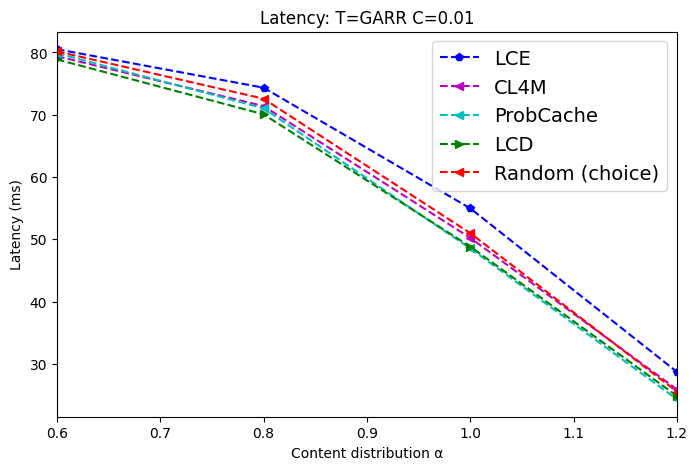 Latency: T=GARR C=0.01
LCE
CL4M
ProbCache
LCD
Random (choice)
Latency (ms)
80
70
60
50
40
30
0.6
0.7
0.8
0.9
1.0
1.1
1.2
Content distribution α